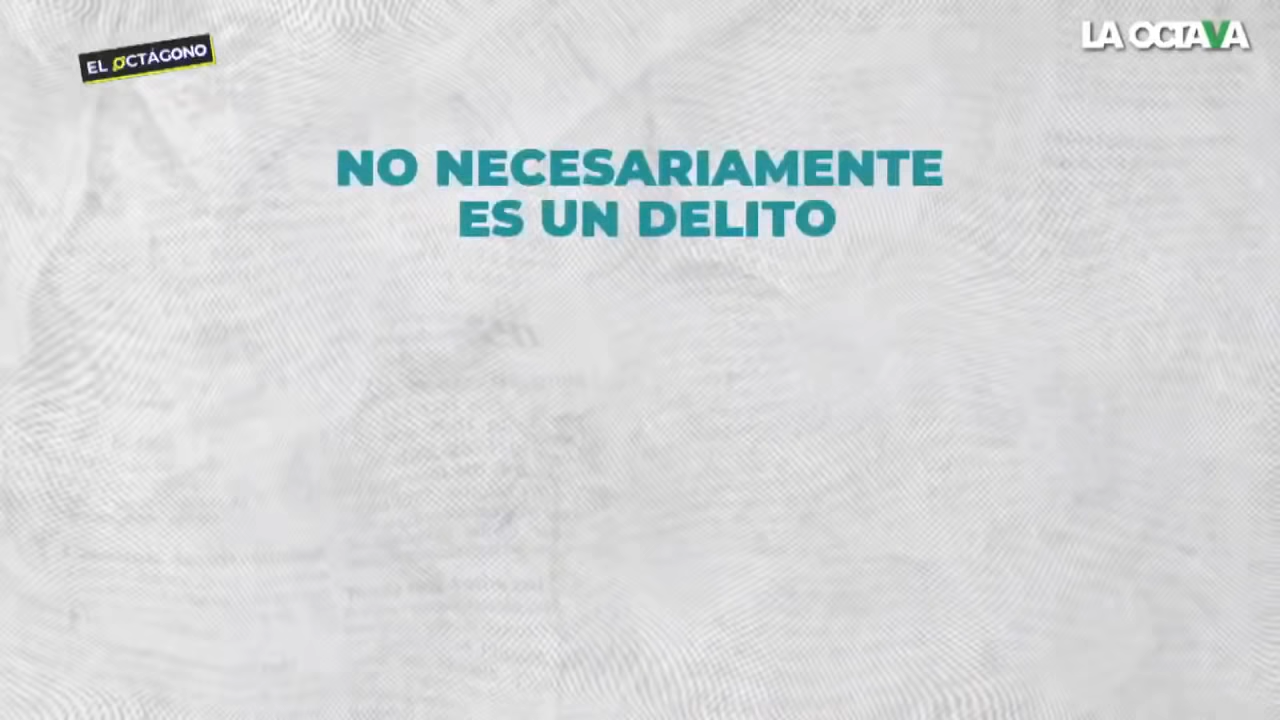 EL OCTÁGONO
LA OCTAVA
NO NECESARIAMENTE
ES UN DELITO